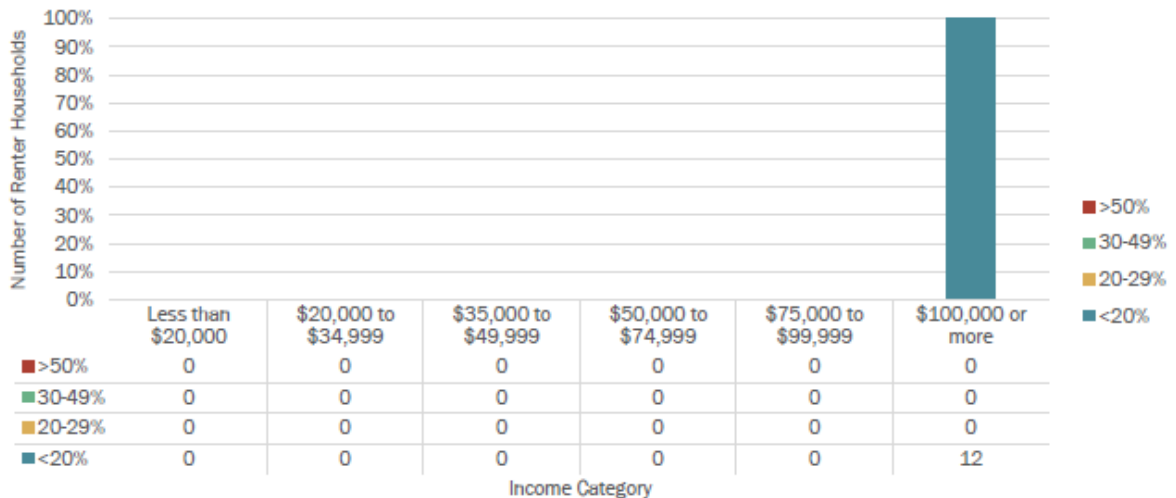 Number of Renter Households
100%
90%
80%
70%
60%
50%
40%
30%
20%
10%
0%
>50%
30-49%
20-29%
<20%
Less than $20,000 $20,000 to $34,999 $35,000 to $49,999 $50,000 to $74,999 $75,000 to $99,999 $100,000 or more
>50% 0 0 0 0 0 0
30-49% 0 0 0 0 0 0
20-29% 0 0 0 0 0 0
<20% 0 0 0 0 0 12
Income Category